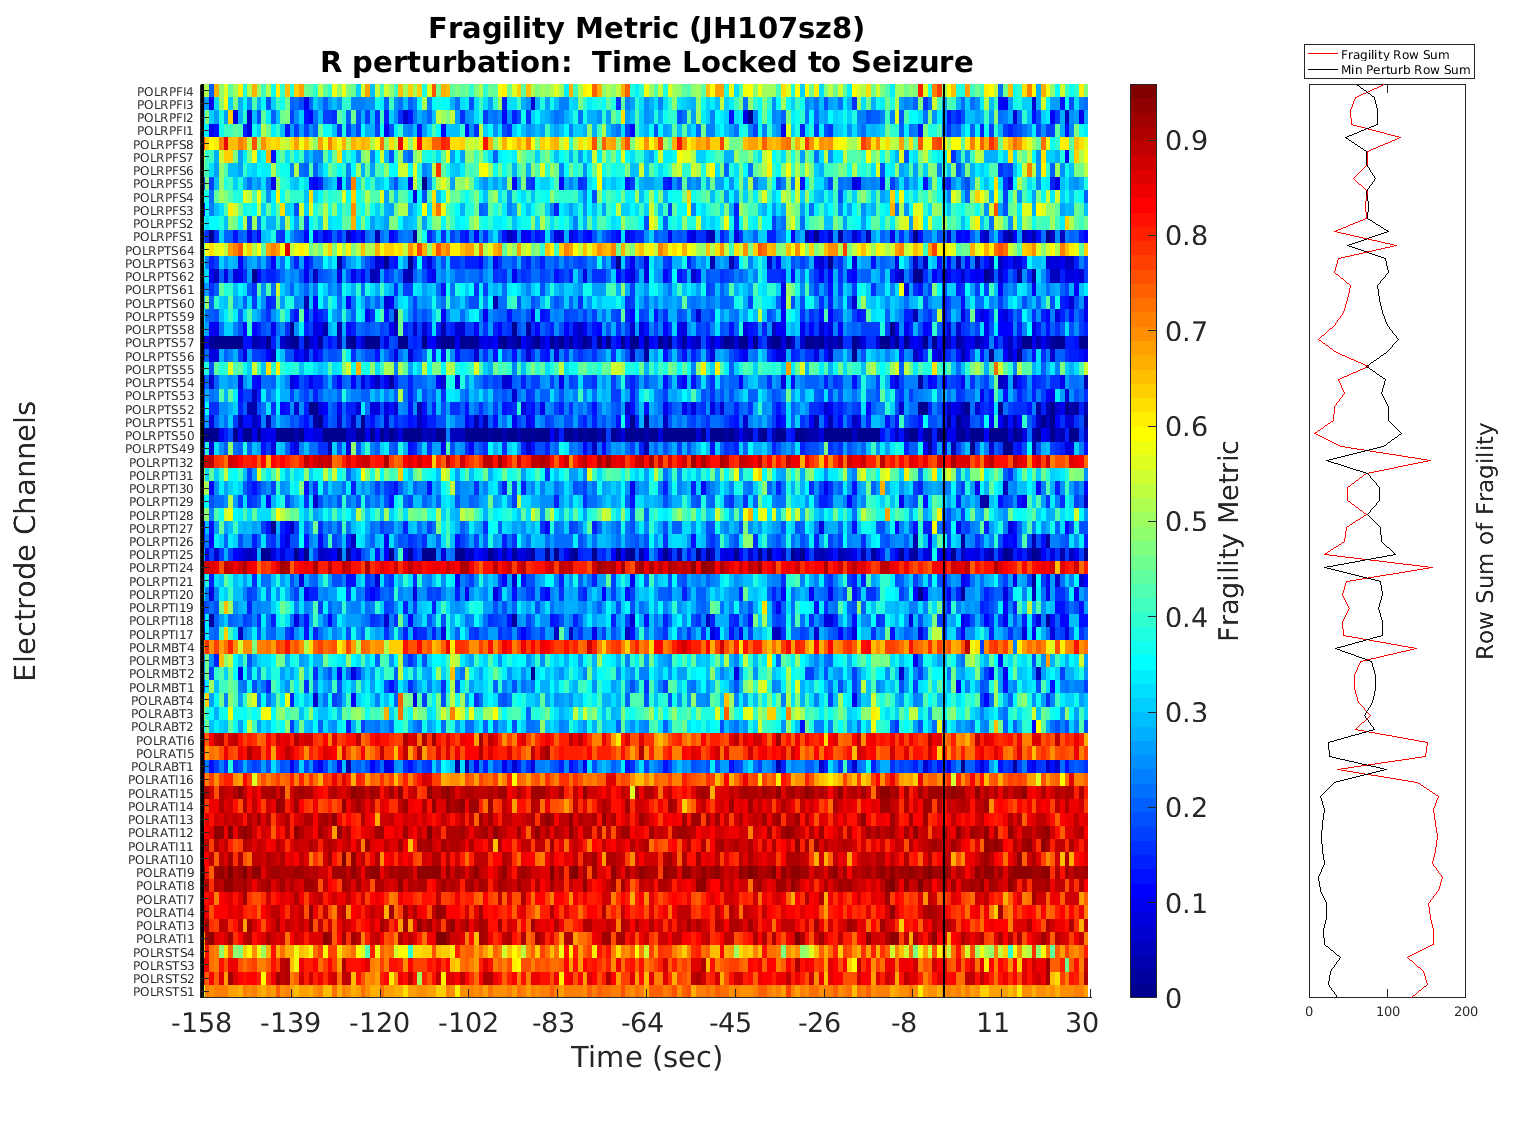 Fragility Metric (JH107sz8)
R perturbation:  Time Locked to Seizure
Electrode Channels
POLRPFI4
POLRPFI3
POLRPFI2
POLRPFI1
POLRPFS8
POLRPFS7
POLRPFS6
POLRPFS5
POLRPFS4
POLRPFS3
POLRPFS2
POLRPFS1
POLRPTS64
POLRPTS63
POLRPTS62
POLRPTS61
POLRPTS60
POLRPTS59
POLRPTS58
POLRPTS57
POLRPTS56
POLRPTS55
POLRPTS54
POLRPTS53
POLRPTS52
POLRPTS51
POLRPTS50
POLRPTS49
POLRPTI32
POLRPTI31
POLRPTI30
POLRPTI29
POLRPTI28
POLRPTI27
POLRPTI26
POLRPTI25
POLRPTI24
POLRPTI21
POLRPTI20
POLRPTI19
POLRPTI18
POLRPTI17
POLRMBT4
POLRMBT3
POLRMBT2
POLRMBT1
POLRABT4
POLRABT3
POLRABT2
POLRATI6
POLRATI5
POLRABT1
POLRATI16
POLRATI15
POLRATI14
POLRATI13
POLRATI12
POLRATI11
POLRATI10
POLRATI9
POLRATI8
POLRATI7
POLRATI4
POLRATI3
POLRATI1
POLRSTS4
POLRSTS3
POLRSTS2
POLRSTS1
-158 -139 -120 -102 -83 -64 -45 -26 -8 11 30
Time (sec)
0.9
0.8
0.7
0.6
0.5
0.4
0.3
0.2
0.1
0
Fragility Metric
Fragility Row Sum
Min Perturb Row Sum
0 100 200
Row Sum of Fragility